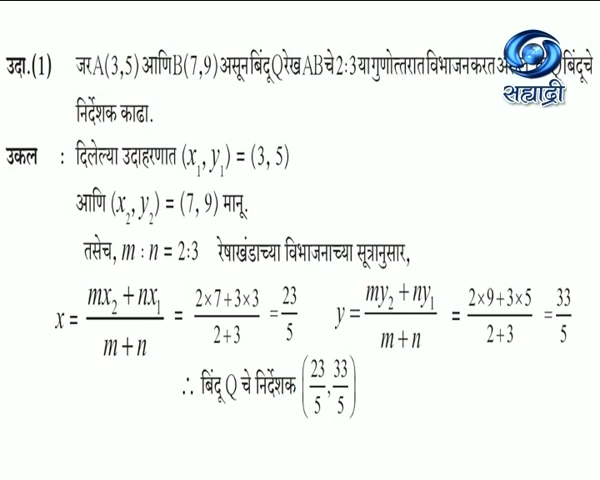 सह्याद्री
उदा.(1) जर A(3,5) आणि B(7,9) असून बिंदू Q रेख AB चे 2:3 या गुणोत्तरात विभाजन करत बिंदूचे
निर्देशक काढा.
उकल : दिलेल्या उदाहरणात (x₁, y₁) = (3, 5)
आणि (x₂, y₂) = (7, 9) मानू.
तसेच, m : n = 2:3 रेषाखंडाच्या विभाजनाच्या सूत्रानुसार,
x = (mx₂ + nx₁)/(m+n) = (2×7+3×3)/(2+3) = 23/5 y = (my₂ + ny₁)/(m+n) = (2×9+3×5)/(2+3) = 33/5
∴ बिंदू Q चे निर्देशक (23/5, 33/5)